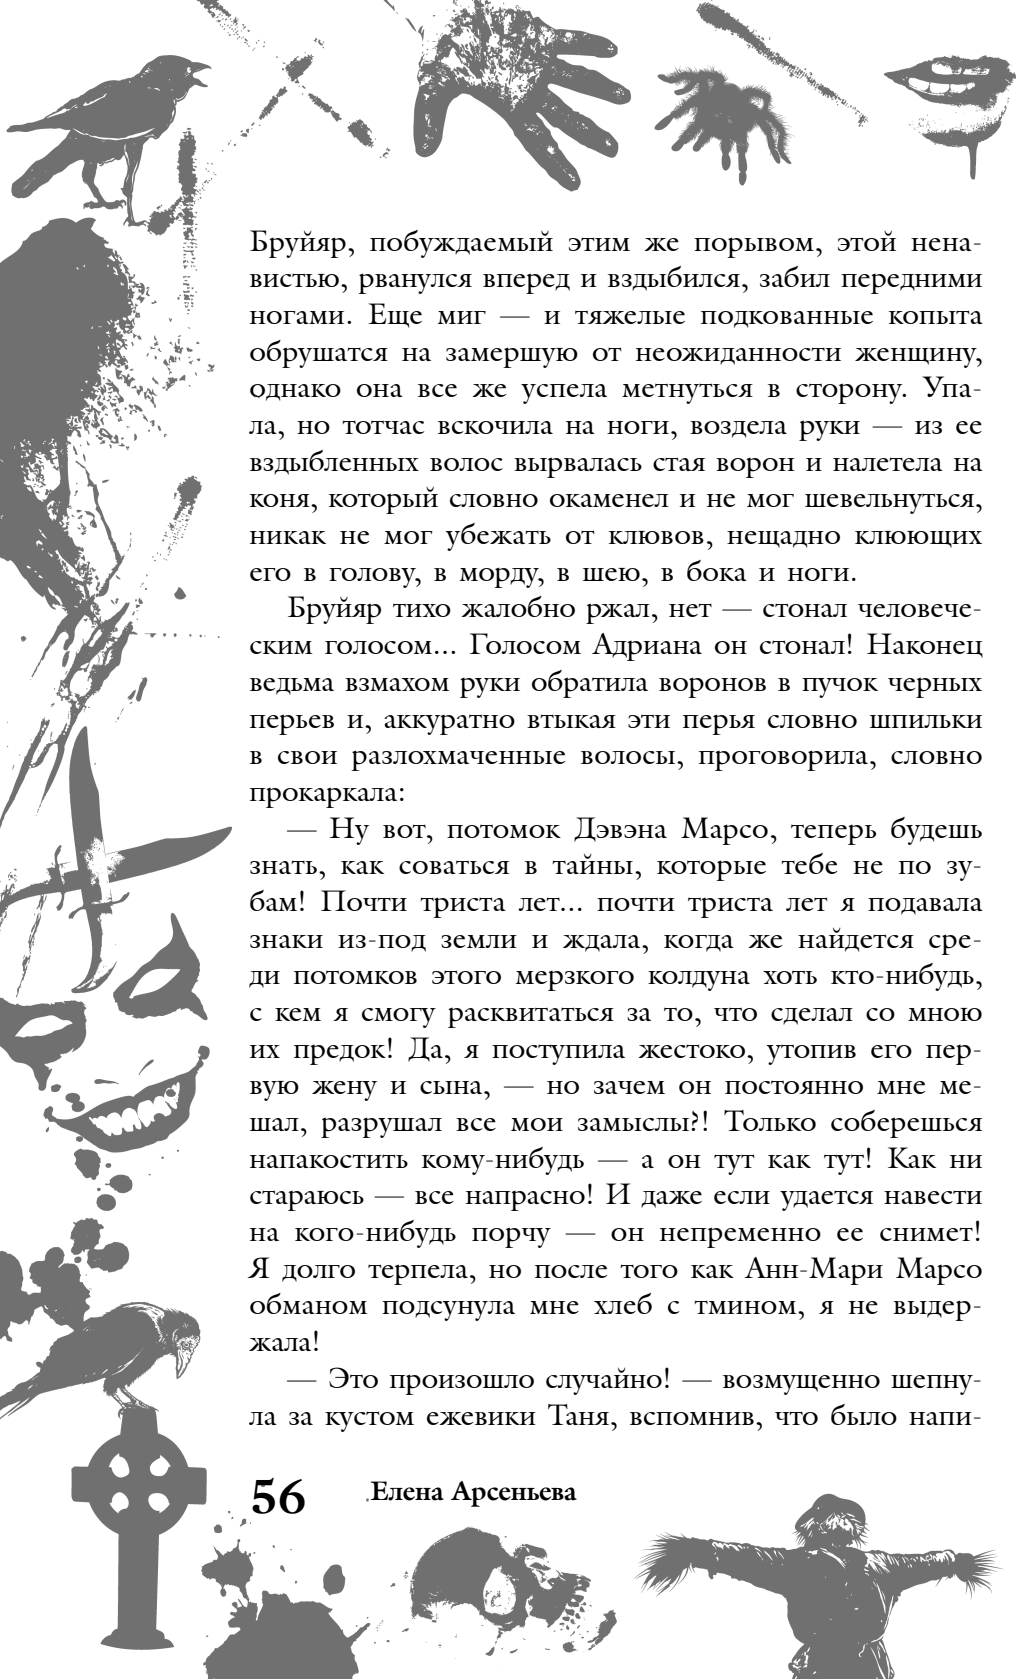 Бруйяр, побуждаемый этим же порывом, этой нена-
вистью, рванулся вперед и вздыбился, забил передними
ногами. Еще миг — и тяжелые подкованные копыта
обрушатся на замершую от неожиданности женщину,
однако она все же успела метнуться в сторону. Упа-
ла, но тотчас вскочила на ноги, воздела руки — из ее
вздыбленных волос вырвалась стая ворон и налетела на
коня, который словно окаменел и не мог шевельнуться,
никак не мог убежать от клювов, нещадно клюющих
его в голову, в морду, в шею, в бока и ноги.
Бруйяр тихо жалобно ржал, нет — стонал человече-
ским голосом... Голосом Адриана он стонал! Наконец
ведьма взмахом руки обратила воронов в пучок черных
перьев и, аккуратно втыкая эти перья словно шпильки
в свои разлохмаченные волосы, проговорила, словно
прокаркала:
— Ну вот, потомок Дэвэна Марсо, теперь будешь
знать, как соваться в тайны, которые тебе не по зу-
бам! Почти триста лет... почти триста лет я подавала
знаки из-под земли и ждала, когда же найдется сре-
ди потомков этого мерзкого колдуна хоть кто-нибудь,
с кем я смогу расквитаться за то, что сделал со мною
их предок! Да, я поступила жестоко, утопив его пер-
вую жену и сына, — но зачем он постоянно мне ме-
шал, разрушал все мои замыслы?! Только соберешься
напакостить кому-нибудь — а он тут как тут! Как ни
стараюсь — все напрасно! И даже если удается навести
на кого-нибудь порчу — он непременно ее снимет!
Я долго терпела, но после того как Анн-Мари Марсо
обманом подсунула мне хлеб с тмином, я не выдер-
жала!
— Это произошло случайно! — возмущенно шепну-
ла за кустом ежевики Таня, вспомнив, что было напи-
56 Елена Арсеньева